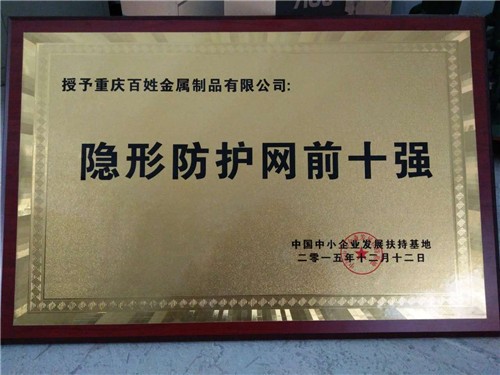 授予重庆百姓金属制品有限公司:
隐形防护网前十强
中国中小企业发展扶持基地
二零一五年十二月十二日